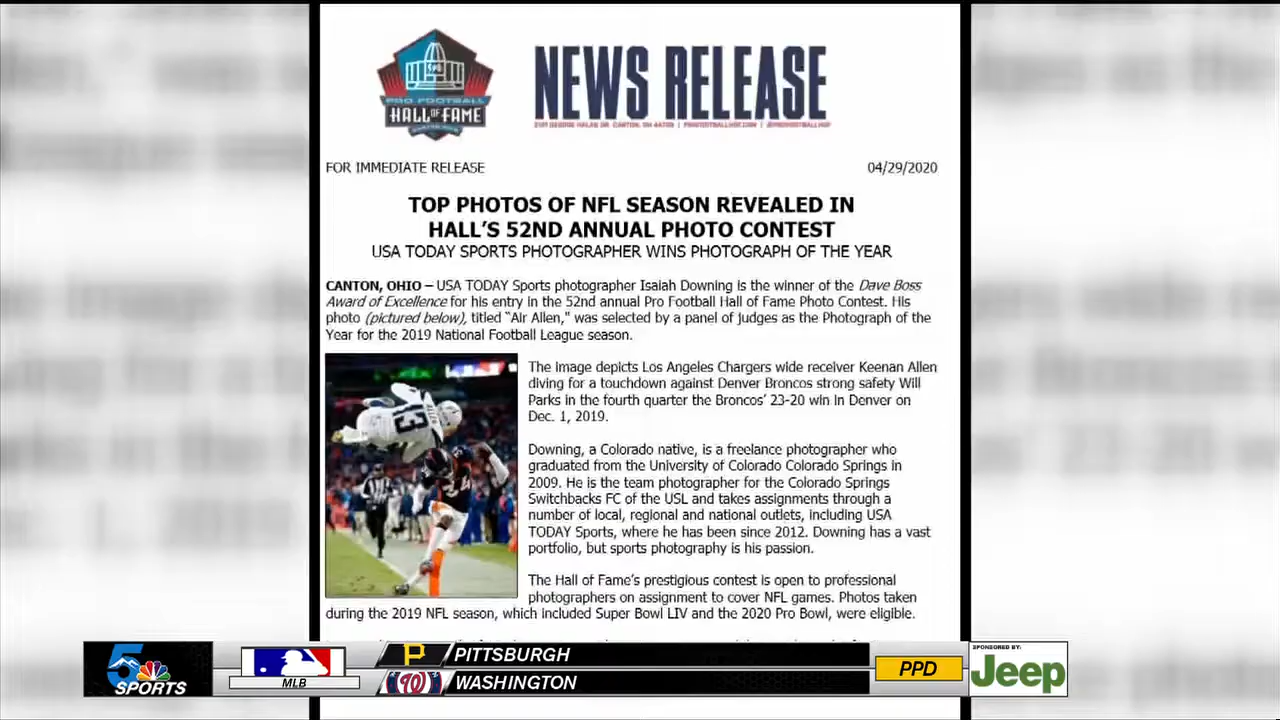 PRO FOOTBALL
HALL OF FAME
NEWS RELEASE
FOR IMMEDIATE RELEASE 04/29/2020
TOP PHOTOS OF NFL SEASON REVEALED IN
HALL'S 52ND ANNUAL PHOTO CONTEST
USA TODAY SPORTS PHOTOGRAPHER WINS PHOTOGRAPH OF THE YEAR
CANTON, OHIO – USA TODAY Sports photographer Isaiah Downing is the winner of the Dave Boss
Award of Excellence for his entry in the 52nd annual Pro Football Hall of Fame Photo Contest. His
photo (pictured below), titled "Air Allen," was selected by a panel of judges as the Photograph of the
Year for the 2019 National Football League season.
13
The image depicts Los Angeles Chargers wide receiver Keenan Allen
diving for a touchdown against Denver Broncos strong safety Will
Parks in the fourth quarter the Broncos' 23-20 win in Denver on
Dec. 1, 2019.
Downing, a Colorado native, is a freelance photographer who
graduated from the University of Colorado Colorado Springs in
2009. He is the team photographer for the Colorado Springs
Switchbacks FC of the USL and takes assignments through a
number of local, regional and national outlets, including USA
TODAY Sports, where he has been since 2012. Downing has a vast
portfolio, but sports photography is his passion.
The Hall of Fame's prestigious contest is open to professional
photographers on assignment to cover NFL games. Photos taken
during the 2019 NFL season, which included Super Bowl LIV and the 2020 Pro Bowl, were eligible.
5
SPORTS
MLB
P PITTSBURGH
W WASHINGTON
PPD
SPONSORED BY:
Jeep